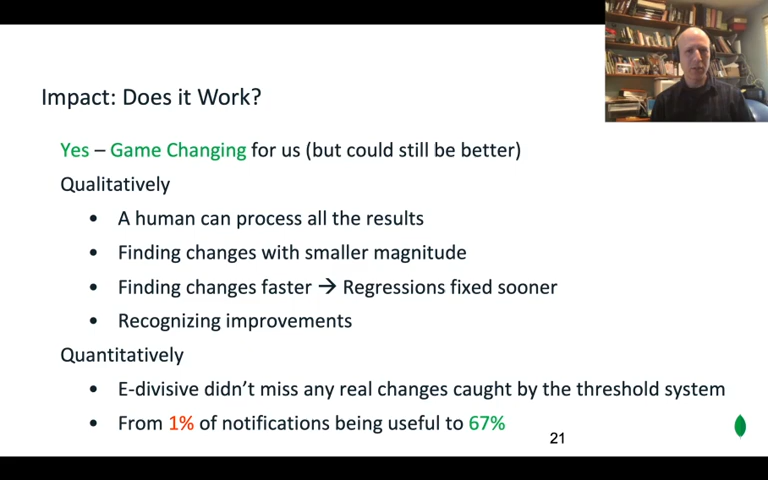 Impact: Does it Work?
Yes – Game Changing for us (but could still be better)
Qualitatively
• A human can process all the results
• Finding changes with smaller magnitude
• Finding changes faster → Regressions fixed sooner
• Recognizing improvements
Quantitatively
• E-divisive didn't miss any real changes caught by the threshold system
• From 1% of notifications being useful to 67%
21